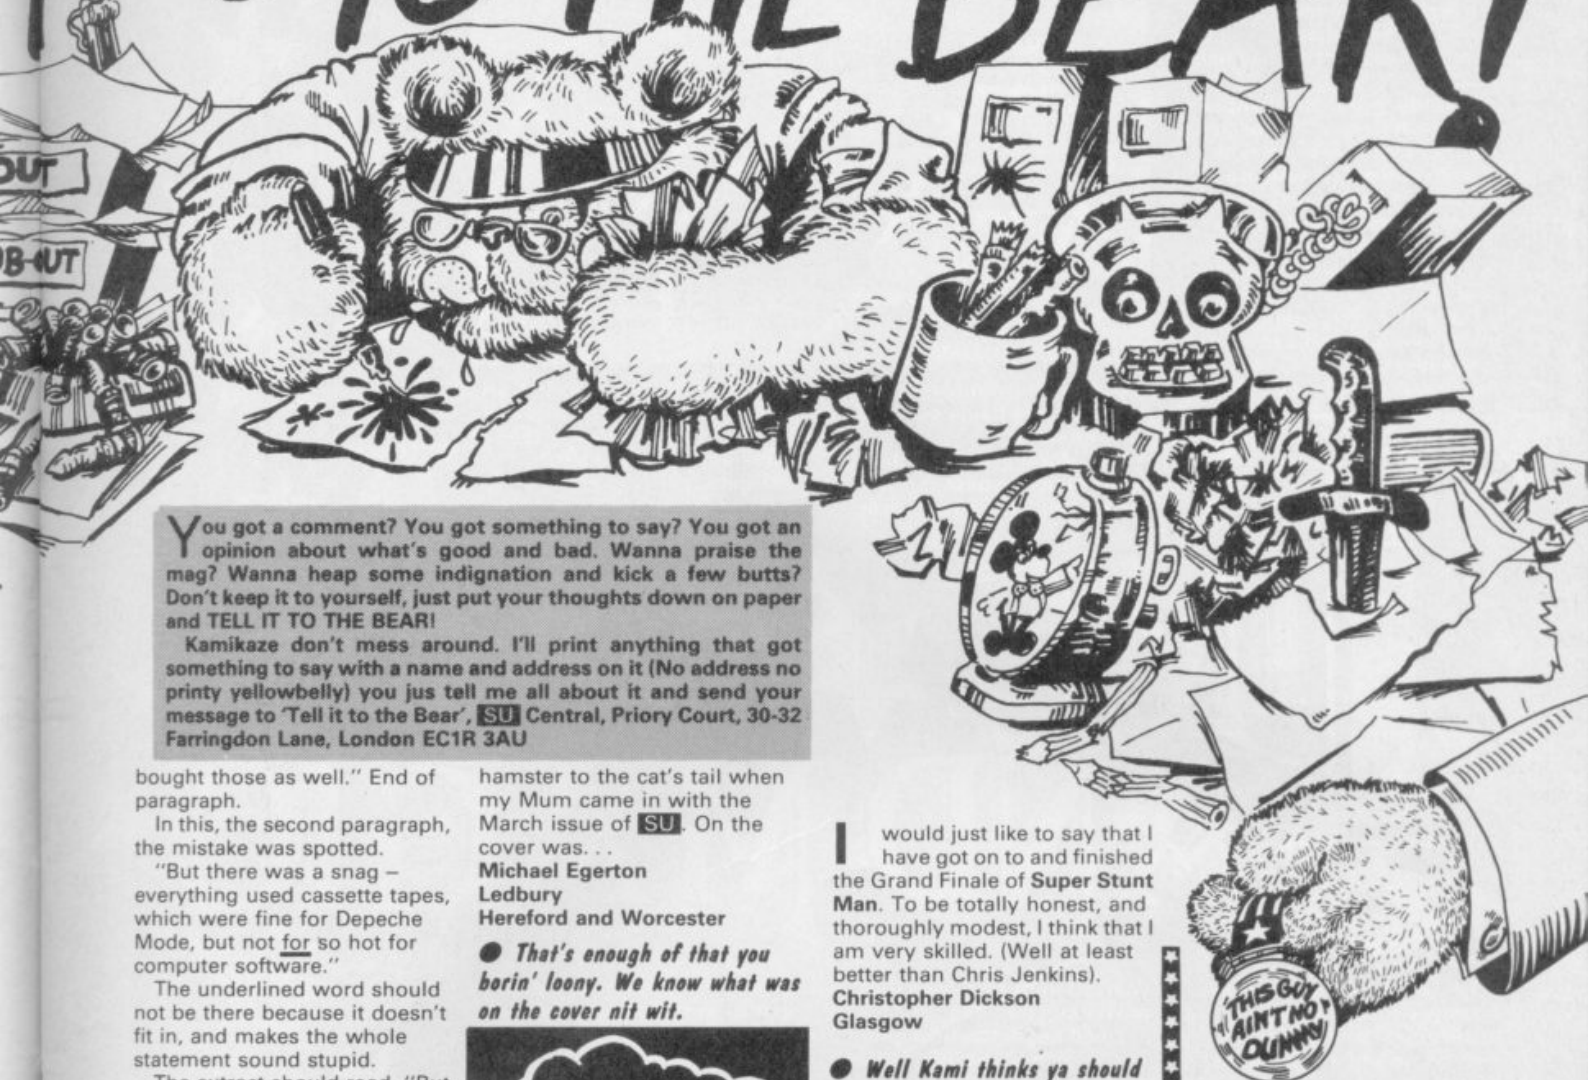 TO THE BEAR!
OUT
UB-OUT
SIS
You got a comment? You got something to say? You got an
opinion about what's good and bad. Wanna praise the
mag? Wanna heap some indignation and kick a few butts?
Don't keep it to yourself, just put your thoughts down on paper
and TELL IT TO THE BEAR!
Kamikaze don't mess around. I'll print anything that got
something to say with a name and address on it (No address no
printy yellowbelly) you jus tell me all about it and send your
message to 'Tell it to the Bear', SU Central, Priory Court, 30-32
Farringdon Lane, London EC1R 3AU
bought those as well." End of
paragraph.
In this, the second paragraph,
the mistake was spotted.
"But there was a snag –
everything used cassette tapes,
which were fine for Depeche
Mode, but not for so hot for
computer software."
The underlined word should
not be there because it doesn't
fit in, and makes the whole
statement sound stupid.
The extract should read, "But
hamster to the cat's tail when
my Mum came in with the
March issue of SU. On the
cover was...
Michael Egerton
Ledbury
Hereford and Worcester
● That's enough of that you
borin' loony. We know what was
on the cover nit wit.
I would just like to say that I
have got on to and finished
the Grand Finale of Super Stunt
Man. To be totally honest, and
thoroughly modest, I think that I
am very skilled. (Well at least
better than Chris Jenkins).
Christopher Dickson
Glasgow
● Well Kami thinks ya should
THIS GUY
AIN'T NO
DUMMY